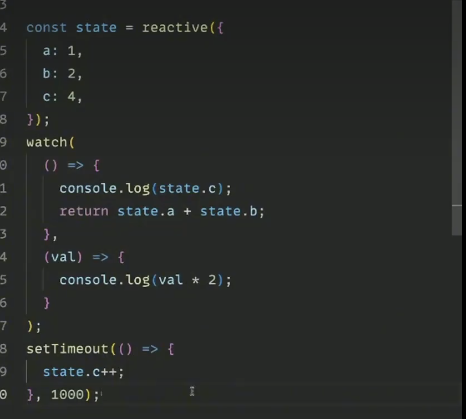 3
4 const state = reactive({
5   a: 1,
6   b: 2,
7   c: 4,
8 });
9 watch(
0   () => {
1     console.log(state.c);
2     return state.a + state.b;
3   },
4   (val) => {
5     console.log(val * 2);
6   }
7 );
8 setTimeout(() => {
9   state.c++;
0 }, 1000);